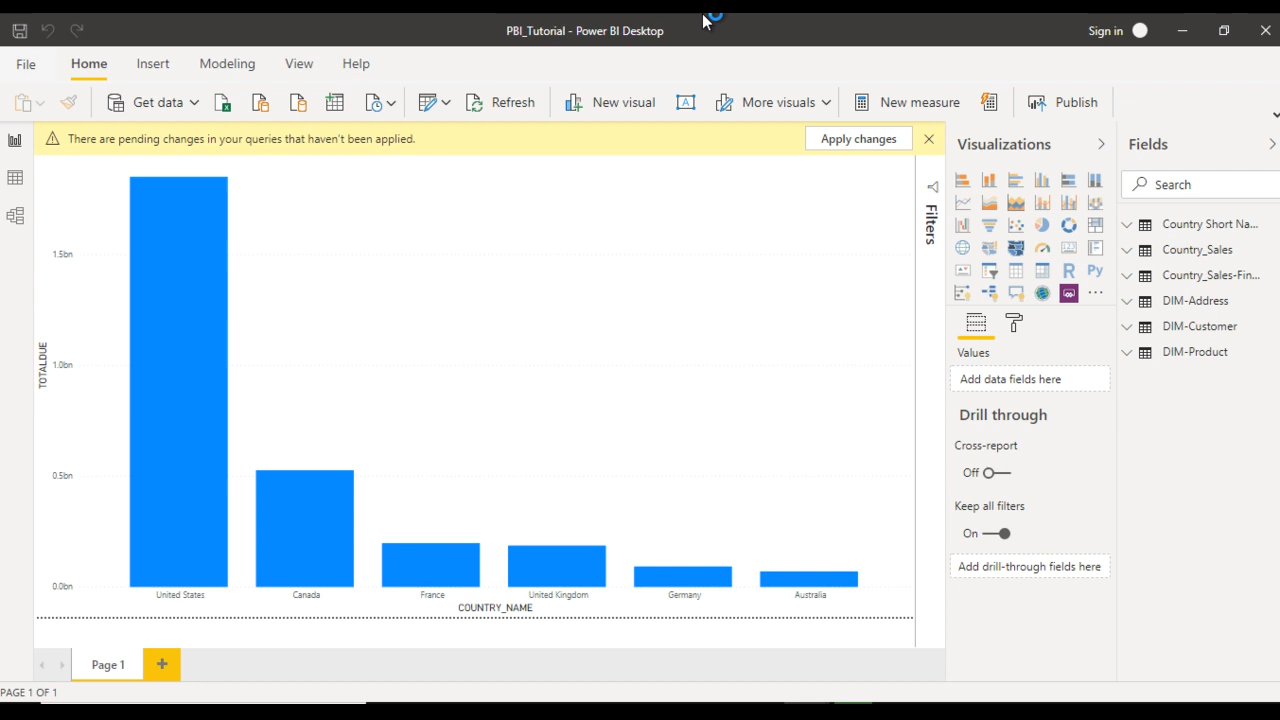 PBI_Tutorial - Power BI Desktop
Sign in
File Home Insert Modeling View Help
Get data Refresh New visual More visuals New measure Publish
There are pending changes in your queries that haven't been applied.
Apply changes
TOTALDUE
1.5bn
1.0bn
0.5bn
0.0bn
United States Canada France United Kingdom Germany Australia
COUNTRY_NAME
Filters
Visualizations
R Py
Values
Add data fields here
Drill through
Cross-report
Off
Keep all filters
On
Add drill-through fields here
Fields
Search
Country Short Na...
Country_Sales
Country_Sales-Fin...
DIM-Address
DIM-Customer
DIM-Product
Page 1
PAGE 1 OF 1